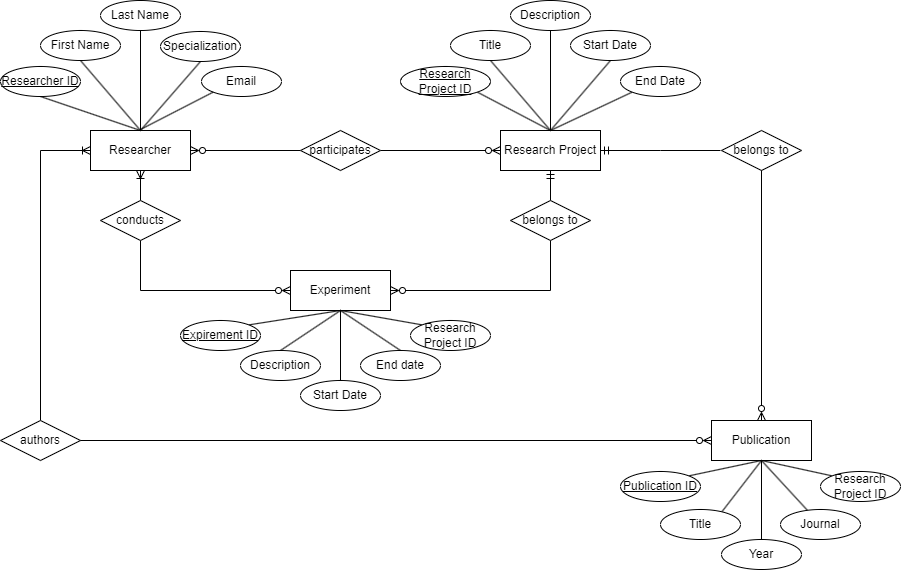 Last Name
Description
First Name
Specialization
Title
Start Date
Researcher ID
Email
Research
Project ID
End Date
Researcher
participates
Research Project
belongs to
conducts
belongs to
Experiment
Expirement ID
Research
Project ID
Description
End date
Start Date
authors
Publication
Publication ID
Research
Project ID
Title
Journal
Year